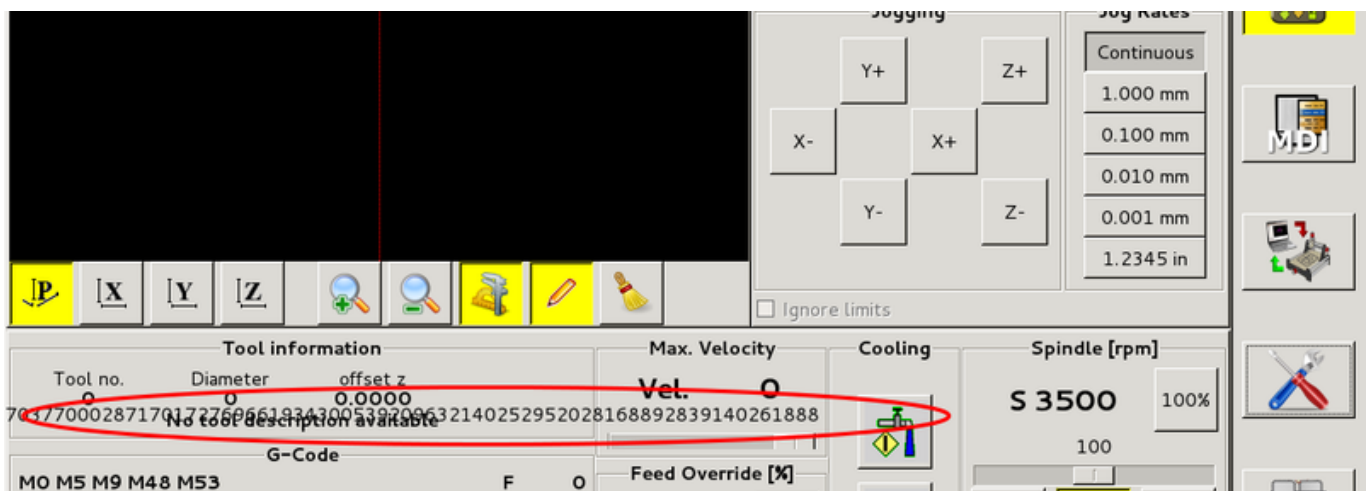 Jogging
Jog Rates
Continuous
Y+
Z+
1.000 mm
X-
X+
0.100 mm
MDI
0.010 mm
Y-
Z-
0.001 mm
1.2345 in
P
X
Y
Z
Ignore limits
Tool information
Max. Velocity
Cooling
Spindle [rpm]
Tool no.
Diameter
offset z
0
0
0.0000
Vel.
0
S 3500
100%
No tool description available
100
G-Code
Feed Override [%]
M0 M5 M9 M48 M53
F
0